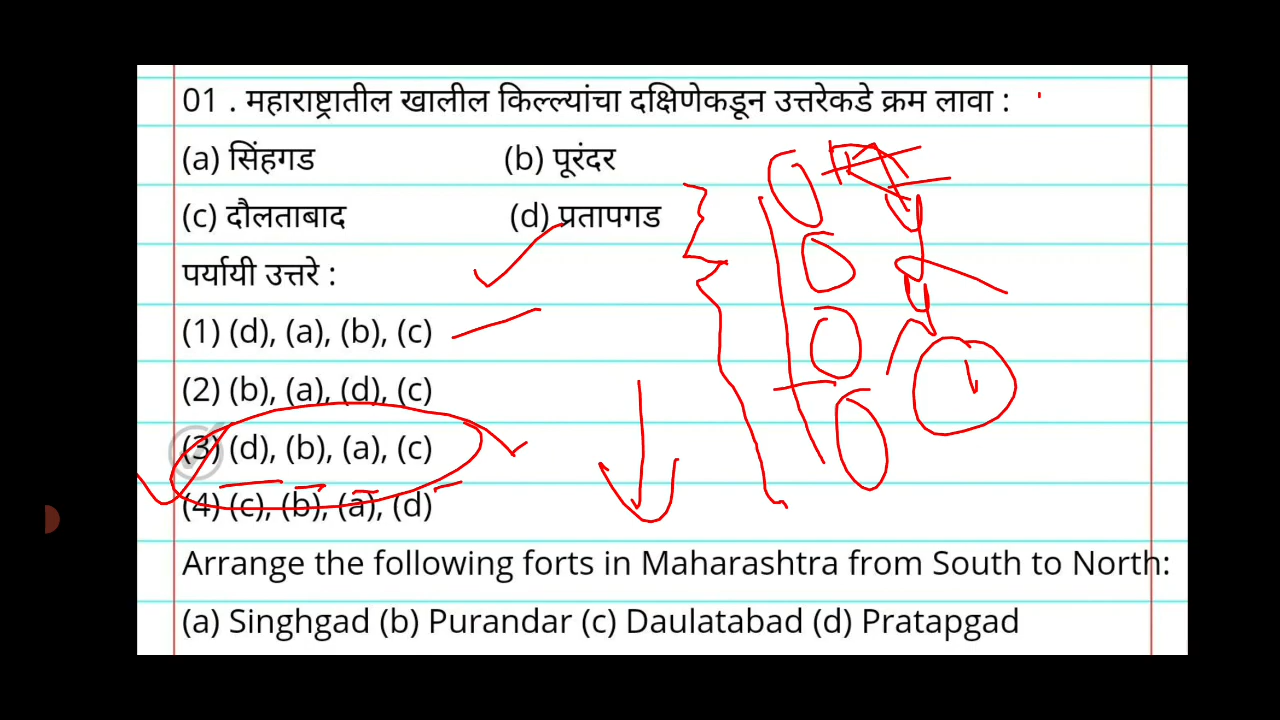 01 . महाराष्ट्रातील खालील किल्ल्यांचा दक्षिणेकडून उत्तरेकडे क्रम लावा :
(a) सिंहगड (b) पूरंदर
(c) दौलताबाद (d) प्रतापगड
पर्यायी उत्तरे :
(1) (d), (a), (b), (c)
(2) (b), (a), (d), (c)
(3) (d), (b), (a), (c)
(4) (c), (b), (a), (d)
Arrange the following forts in Maharashtra from South to North:
(a) Singhgad (b) Purandar (c) Daulatabad (d) Pratapgad